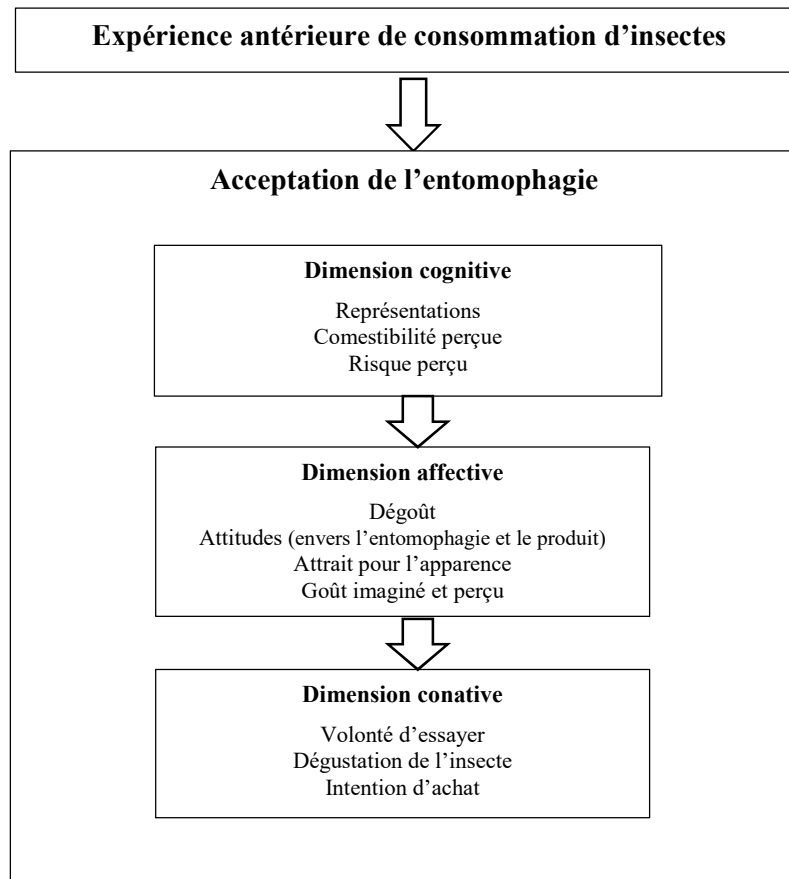 Expérience antérieure de consommation d’insectes
Acceptation de l’entomophagie
Dimension cognitive
Représentations
Comestibilité perçue
Risque perçu
Dimension affective
Dégoût
Attitudes (envers l’entomophagie et le produit)
Attrait pour l’apparence
Goût imaginé et perçu
Dimension conative
Volonté d’essayer
Dégustation de l’insecte
Intention d’achat